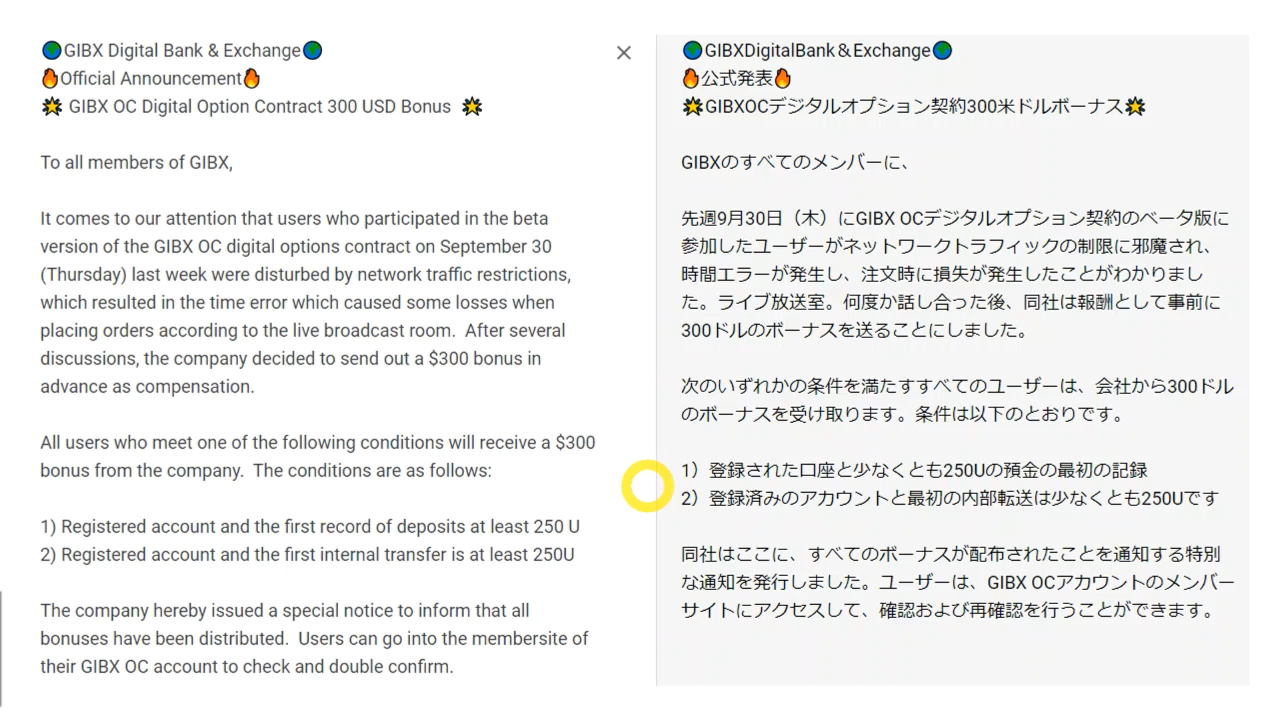 🌍GIBX Digital Bank & Exchange🌍
🔥Official Announcement🔥
🌟 GIBX OC Digital Option Contract 300 USD Bonus 🌟
To all members of GIBX,
It comes to our attention that users who participated in the beta
version of the GIBX OC digital options contract on September 30
(Thursday) last week were disturbed by network traffic restrictions,
which resulted in the time error which caused some losses when
placing orders according to the live broadcast room.  After several
discussions, the company decided to send out a $300 bonus in
advance as compensation.
All users who meet one of the following conditions will receive a $300
bonus from the company.  The conditions are as follows:
1) Registered account and the first record of deposits at least 250 U
2) Registered account and the first internal transfer is at least 250U
The company hereby issued a special notice to inform that all
bonuses have been distributed.  Users can go into the membersite of
their GIBX OC account to check and double confirm.
🌍GIBXDigitalBank＆Exchange🌍
🔥公式発表🔥
🌟GIBXOCデジタルオプション契約300米ドルボーナス🌟
GIBXのすべてのメンバーに、
先週9月30日（木）にGIBX OCデジタルオプション契約のベータ版に
参加したユーザーがネットワークトラフィックの制限に邪魔され、
時間エラーが発生し、注文時に損失が発生したことがわかりまし
た。ライブ放送室。何度か話し合った後、同社は報酬として事前に
300ドルのボーナスを送ることにしました。
次のいずれかの条件を満たすすべてのユーザーは、会社から300ドル
のボーナスを受け取ります。条件は以下のとおりです。
1）登録された口座と少なくとも250Uの預金の最初の記録
2）登録済みのアカウントと最初の内部転送は少なくとも250Uです
同社はここに、すべてのボーナスが配布されたことを通知する特別
な通知を発行しました。ユーザーは、GIBX OCアカウントのメンバー
サイトにアクセスして、確認および再確認を行うことができます。